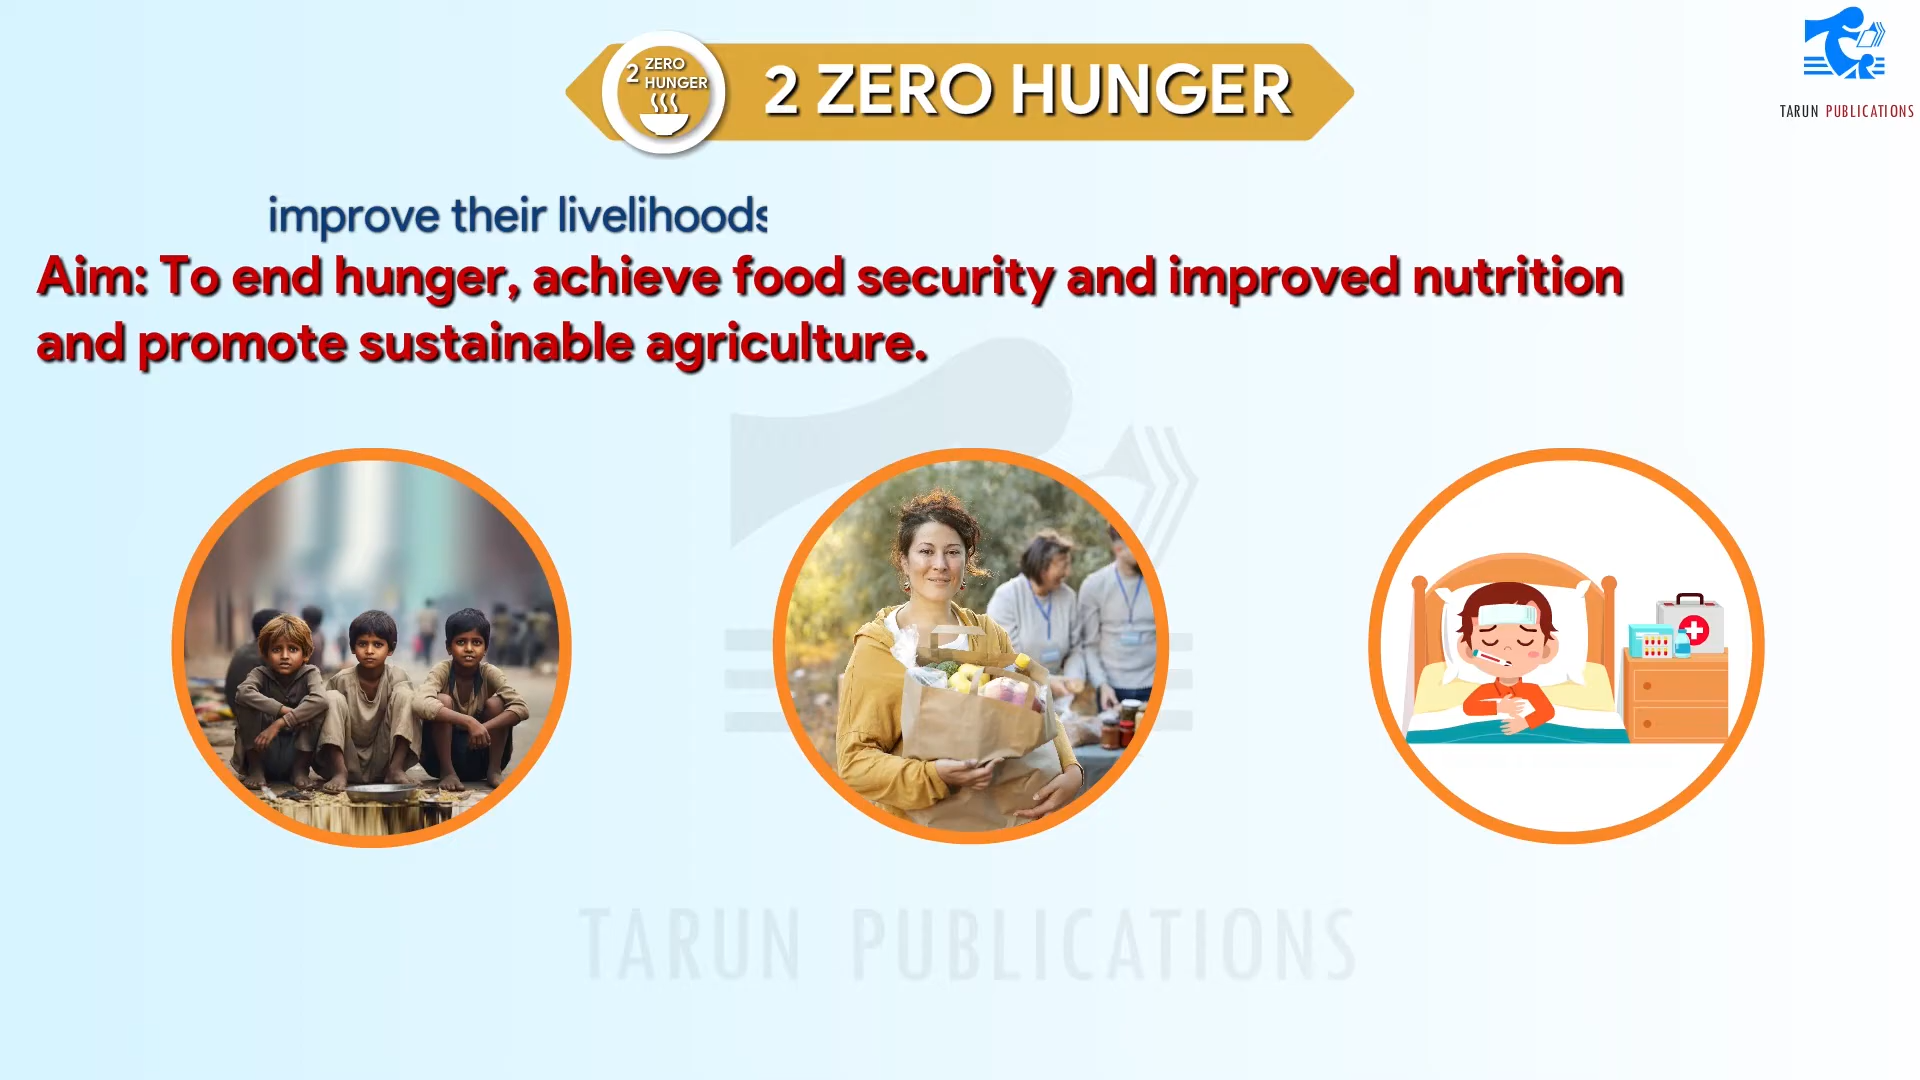 2 ZERO
HUNGER
2 ZERO HUNGER
TARUN PUBLICATIONS
improve their livelihoods
Aim: To end hunger, achieve food security and improved nutrition
and promote sustainable agriculture.
TARUN PUBLICATIONS